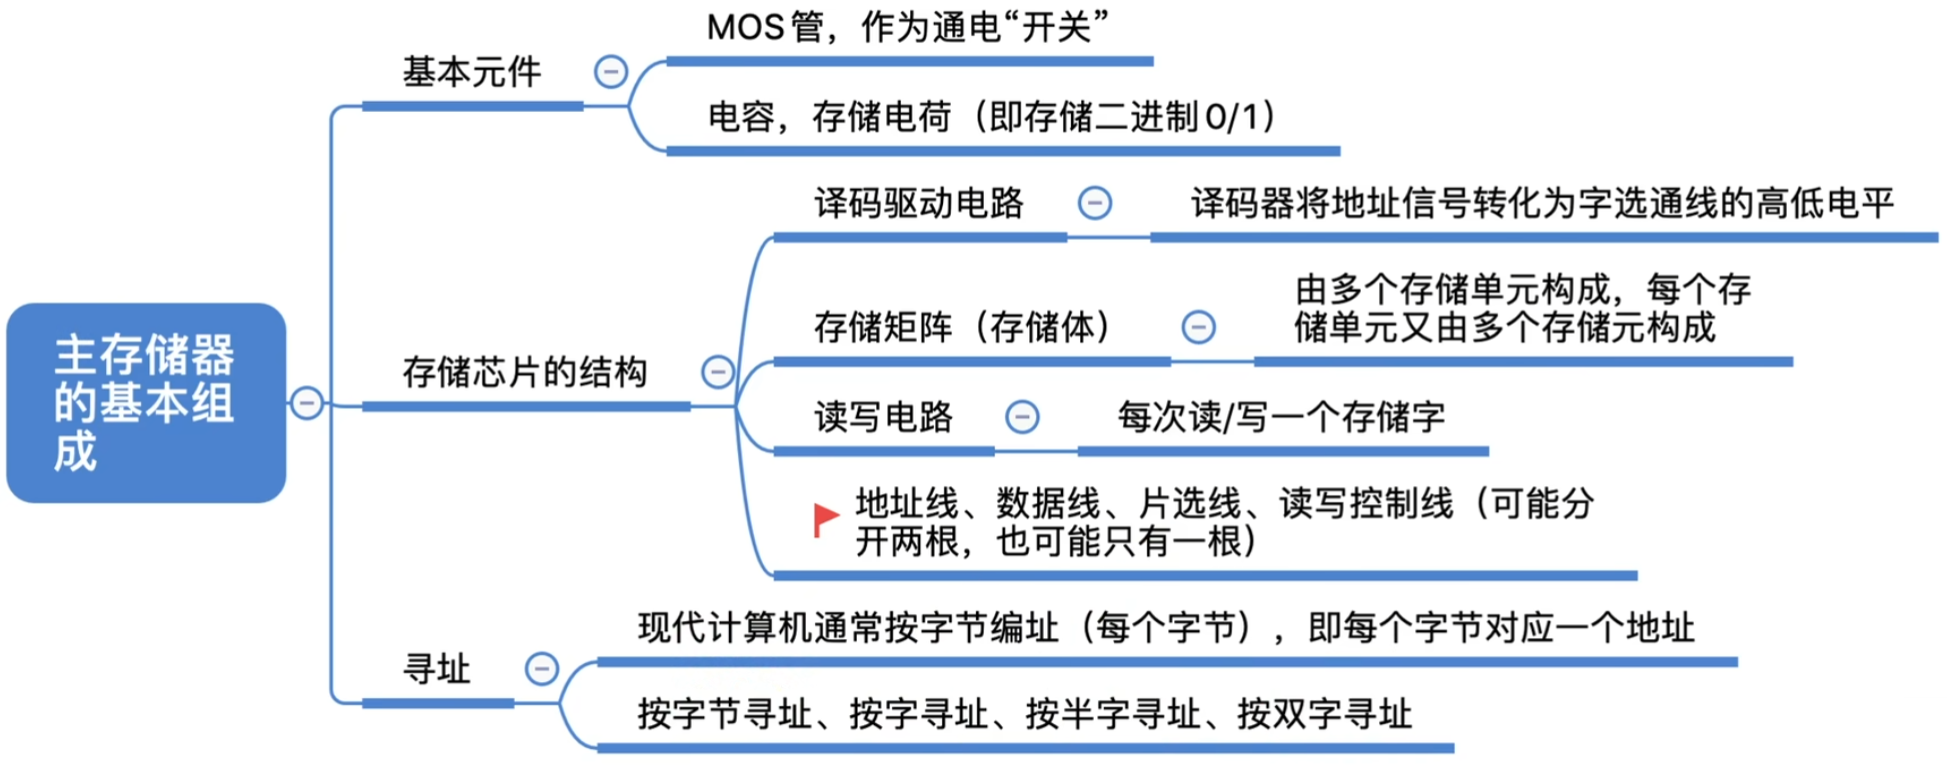 主存储器
的基本组
成
基本元件
MOS管，作为通电“开关”
电容，存储电荷（即存储二进制0/1）
存储芯片的结构
译码驱动电路
译码器将地址信号转化为字选通线的高低电平
存储矩阵（存储体）
由多个存储单元构成，每个存
储单元又由多个存储元构成
读写电路
每次读/写一个存储字
地址线、数据线、片选线、读写控制线（可能分
开两根，也可能只有一根）
寻址
现代计算机通常按字节编址（每个字节），即每个字节对应一个地址
按字节寻址、按字寻址、按半字寻址、按双字寻址